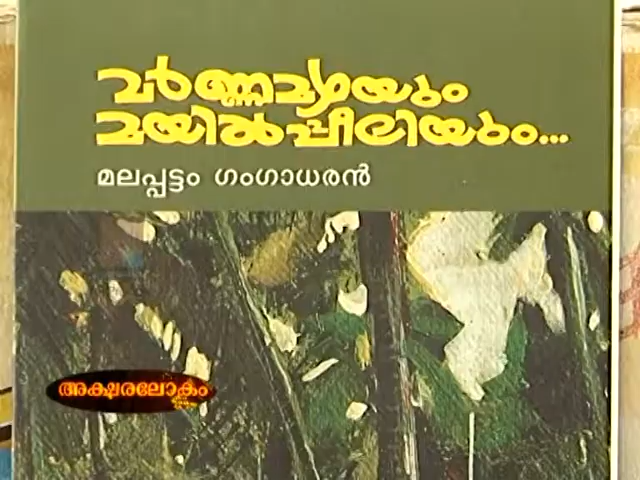 വർണ്ണമഴയും
മയിൽപ്പീലിയും...
മലപ്പട്ടം ഗംഗാധരൻ
അക്ഷരലോകം